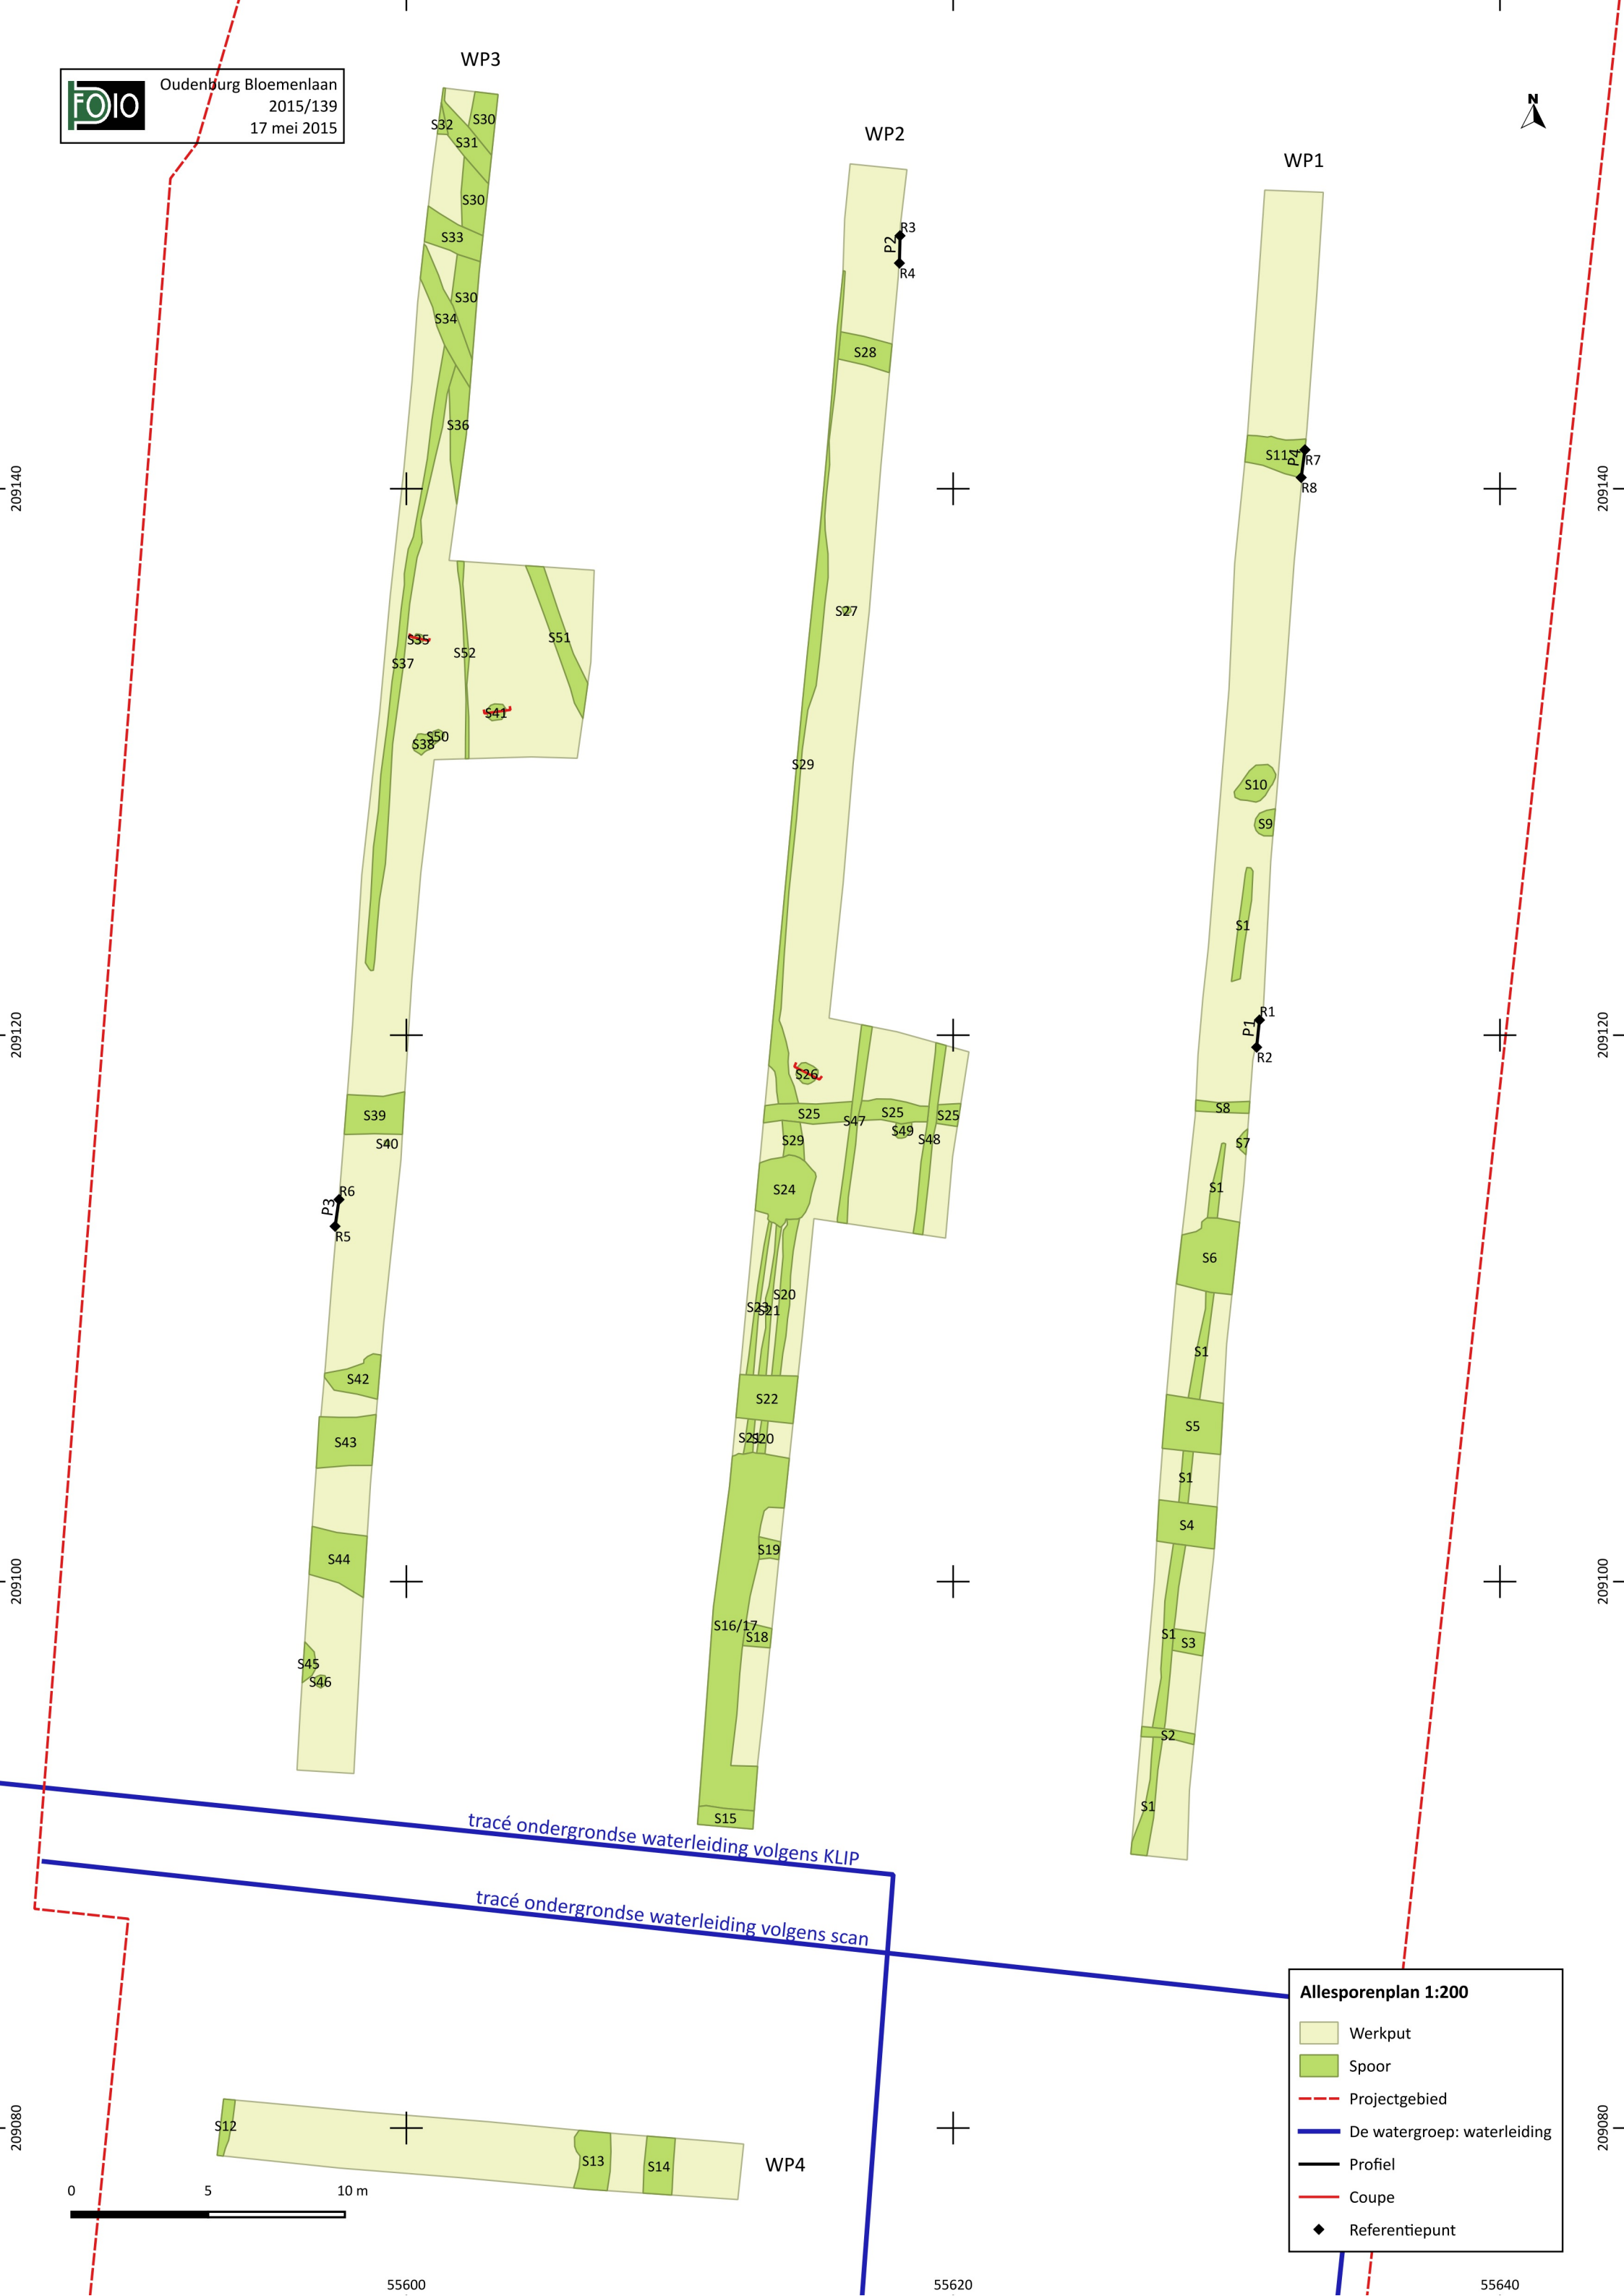 WP3
FODIO
Oudenburg Bloemenlaan
2015/139
17 mei 2015
N
WP2
WP1
S32
S30
S31
S30
S33
S30
S34
S36
R3
P2
R4
S28
S11
P4
R7
R8
209140
209140
S27
S35
S37
S52
S51
S41
S50
S38
S29
S10
S9
S1
R1
P1
R2
209120
209120
S26
S39
S40
S25
S25
S25
S47
S49
S48
S29
S8
S7
R6
P3
R5
S24
S1
S6
S20
S23
S21
S1
S42
S22
S43
S21
S20
S5
S1
S4
S44
S19
209100
209100
S16/17
S18
S1
S3
S45
S46
S2
S15
S1
tracé ondergrondse waterleiding volgens KLIP
tracé ondergrondse waterleiding volgens scan
Allesporenplan 1:200
Werkput
Spoor
Projectgebied
De watergroep: waterleiding
Profiel
Coupe
Referentiepunt
209080
209080
S12
S13
S14
WP4
0 5 10 m
55600
55620
55640